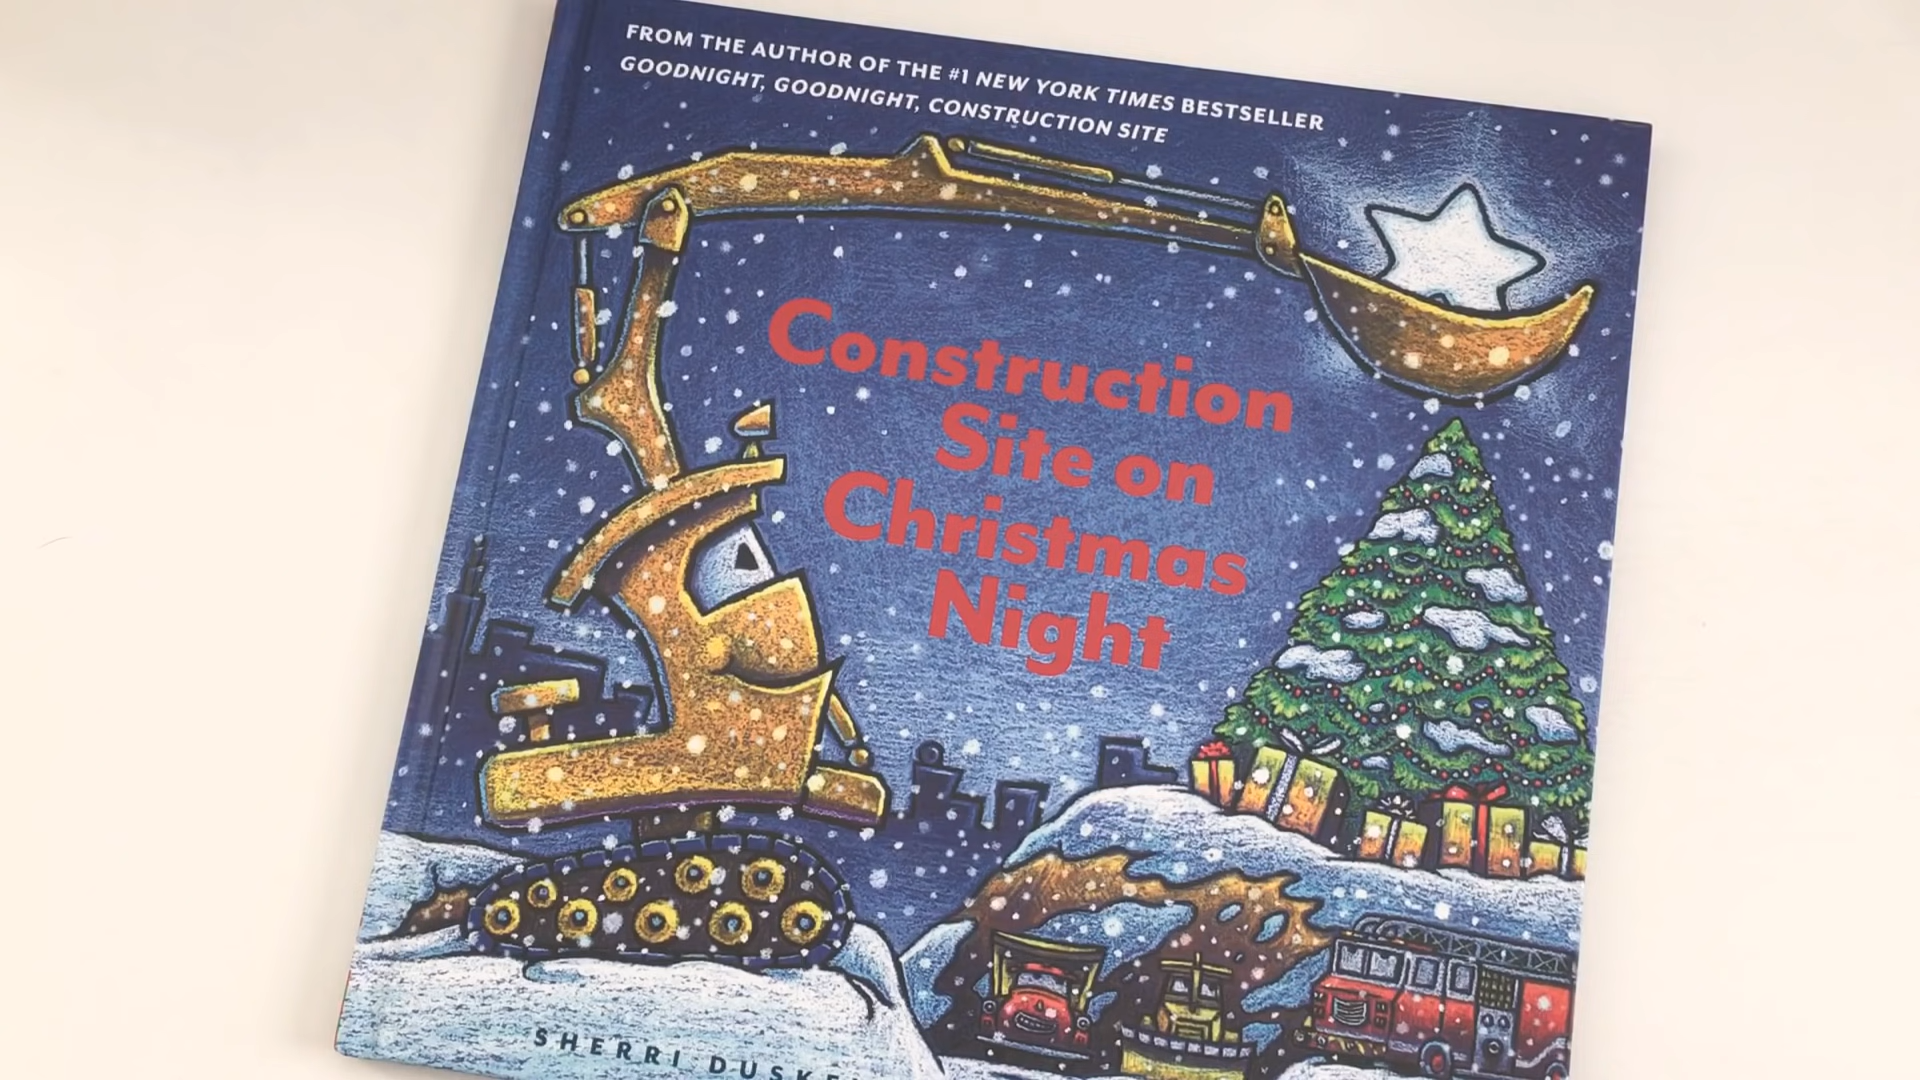 FROM THE AUTHOR OF THE #1 NEW YORK TIMES BESTSELLER
GOODNIGHT, GOODNIGHT, CONSTRUCTION SITE
Construction
Site on
Christmas
Night
SHERRI